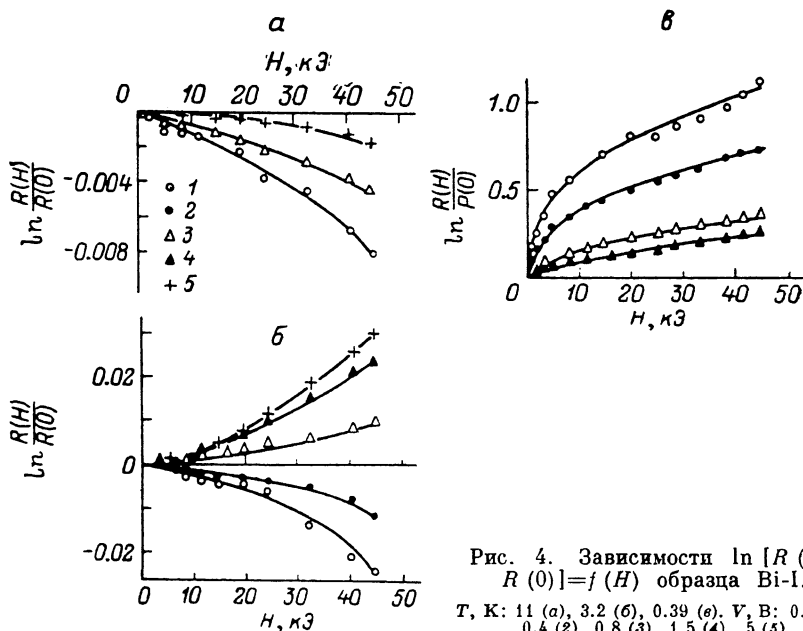 а
H, кЭ
0 10 20 30 40 50
ln R(H)/R(0)
-0.004
-0.008
1
2
3
4
5
б
ln R(H)/R(0)
0.02
0
-0.02
0 10 20 30 40 50
H, кЭ
в
ln R(H)/P(0)
1.0
0.5
0 10 20 30 40 50
H, кЭ
Рис. 4. Зависимости ln [R (
R (0)]=f (H) образца Bi-I.
T, К: 11 (а), 3.2 (б), 0.39 (в). V, В: 0.
0.4 (2), 0.8 (3), 1.5 (4), 5 (5)